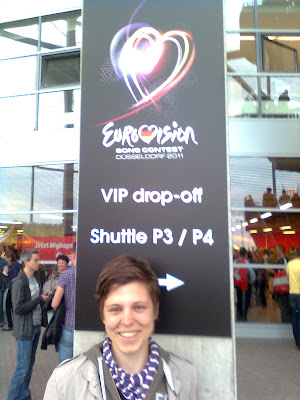 EUROVISION
SONG CONTEST
DÜSSELDORF 2011
VIP drop-off
Shuttle P3 / P4